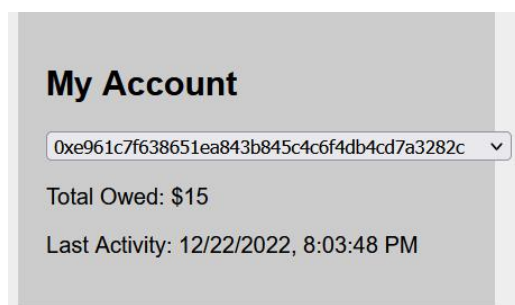 My Account
0xe961c7f638651ea843b845c4c6f4db4cd7a3282c
Total Owed: $15
Last Activity: 12/22/2022, 8:03:48 PM